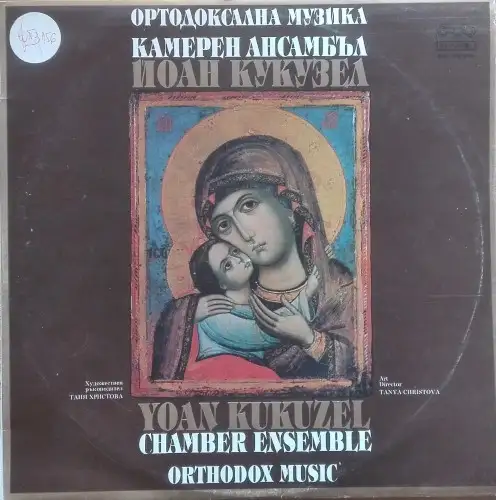 ОРТОДОКСАЛНА МУЗИКА
КАМЕРЕН АНСАМБЪЛ
ЙОАН КУКУЗЕЛ
Художествен
ръководител
ТАНЯ ХРИСТОВА
Art
Director
TANYA CHRISTOVA
YOAN KUKUZEL
CHAMBER ENSEMBLE
ORTHODOX MUSIC